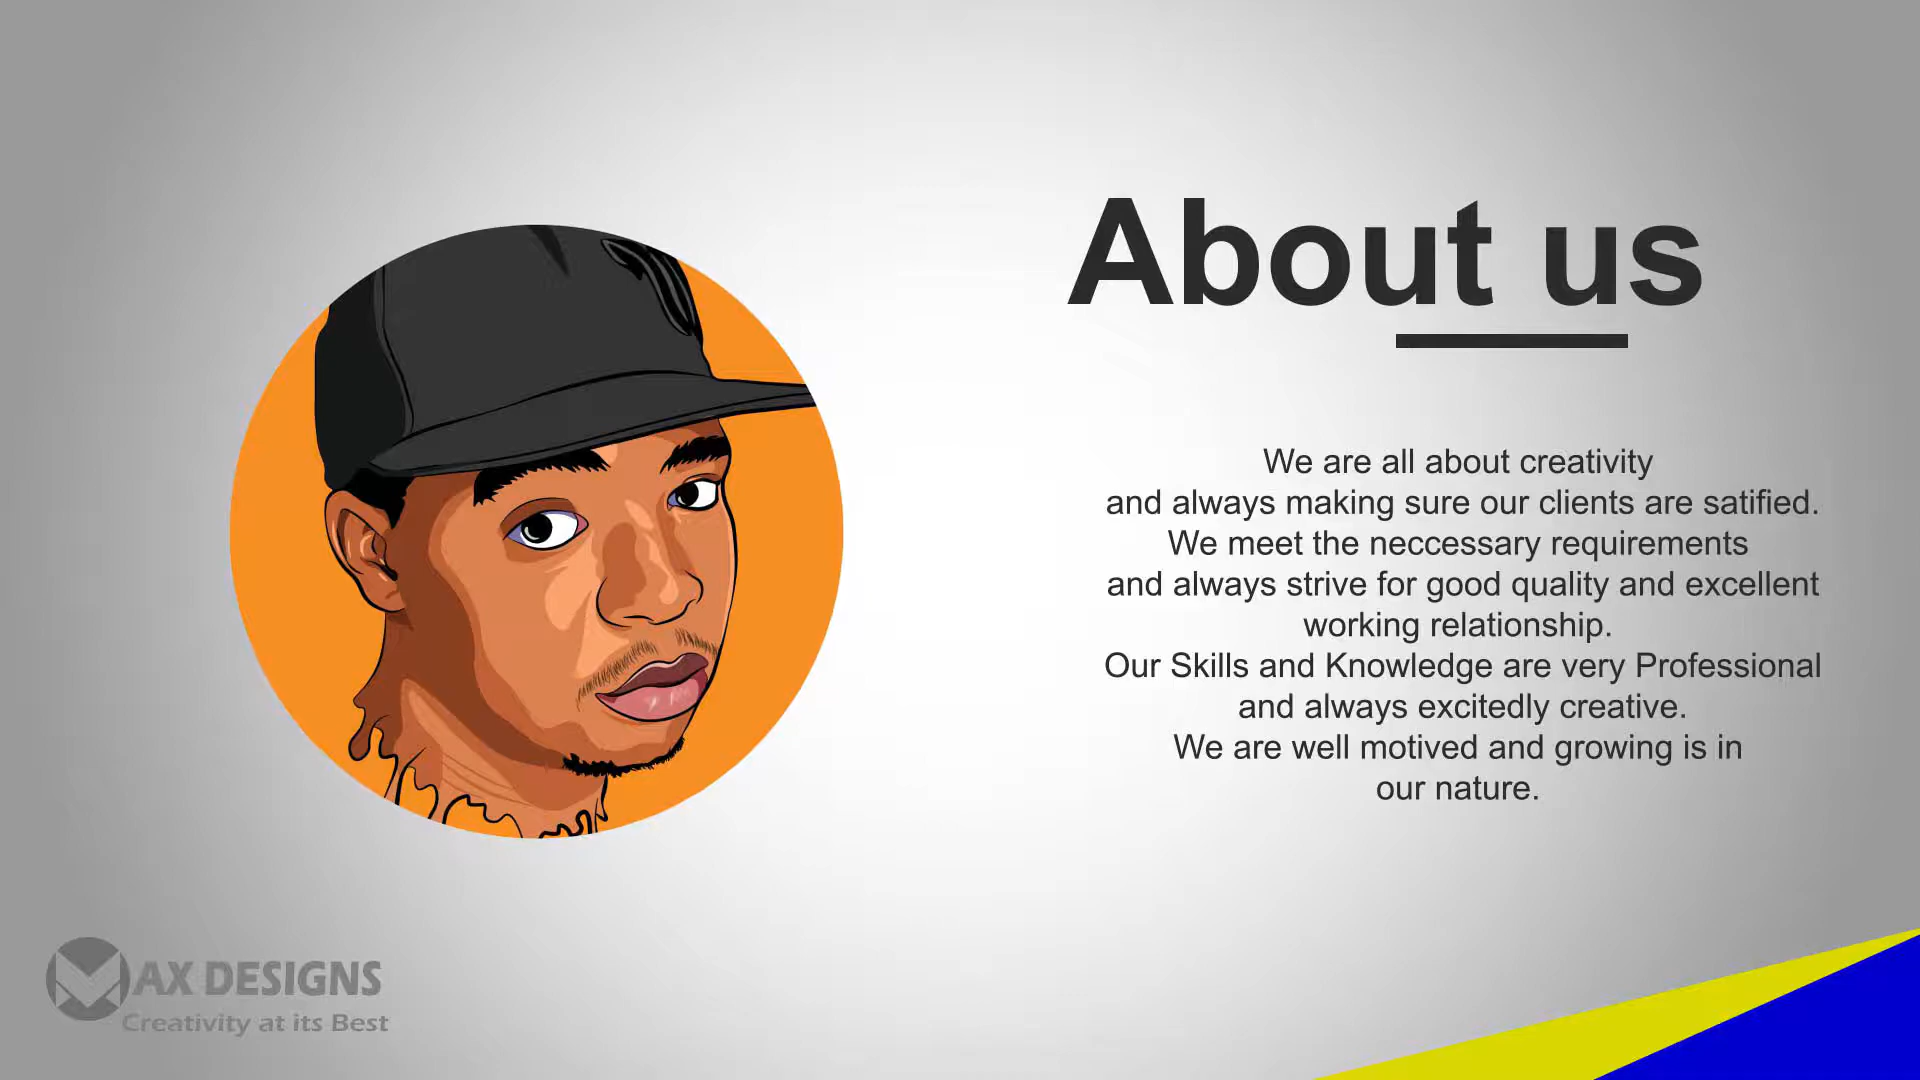 About us
We are all about creativity
and always making sure our clients are satified.
We meet the neccessary requirements
and always strive for good quality and excellent
working relationship.
Our Skills and Knowledge are very Professional
and always excitedly creative.
We are well motived and growing is in
our nature.
MAX DESIGNS
Creativity at its Best